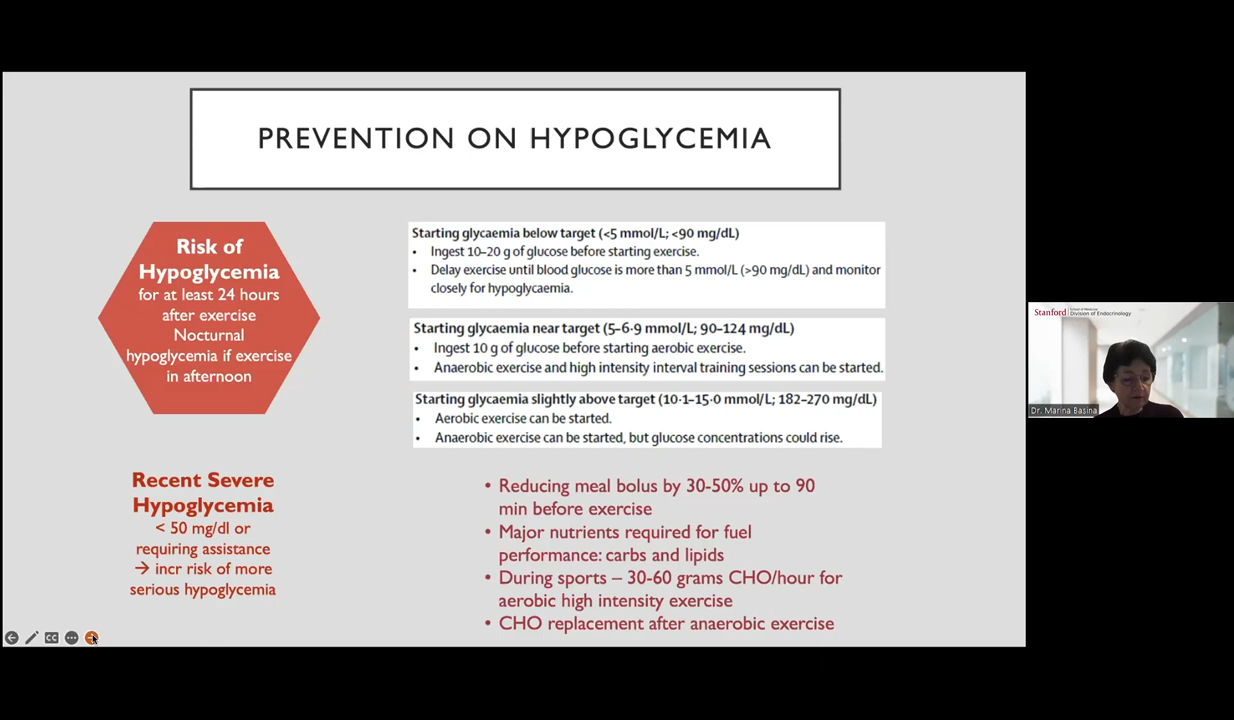 PREVENTION ON HYPOGLYCEMIA
Risk of
Hypoglycemia
for at least 24 hours
after exercise
Nocturnal
hypoglycemia if exercise
in afternoon
Recent Severe
Hypoglycemia
< 50 mg/dl or
requiring assistance
→ incr risk of more
serious hypoglycemia
Starting glycaemia below target (<5 mmol/L; <90 mg/dL)
• Ingest 10–20 g of glucose before starting exercise.
• Delay exercise until blood glucose is more than 5 mmol/L (>90 mg/dL) and monitor
closely for hypoglycaemia.
Starting glycaemia near target (5–6·9 mmol/L; 90–124 mg/dL)
• Ingest 10 g of glucose before starting aerobic exercise.
• Anaerobic exercise and high intensity interval training sessions can be started.
Starting glycaemia slightly above target (10·1–15·0 mmol/L; 182–270 mg/dL)
• Aerobic exercise can be started.
• Anaerobic exercise can be started, but glucose concentrations could rise.
• Reducing meal bolus by 30-50% up to 90
min before exercise
• Major nutrients required for fuel
performance: carbs and lipids
• During sports – 30-60 grams CHO/hour for
aerobic high intensity exercise
• CHO replacement after anaerobic exercise
CC
Stanford
Division of Endocrinology
Dr. Marina Basina